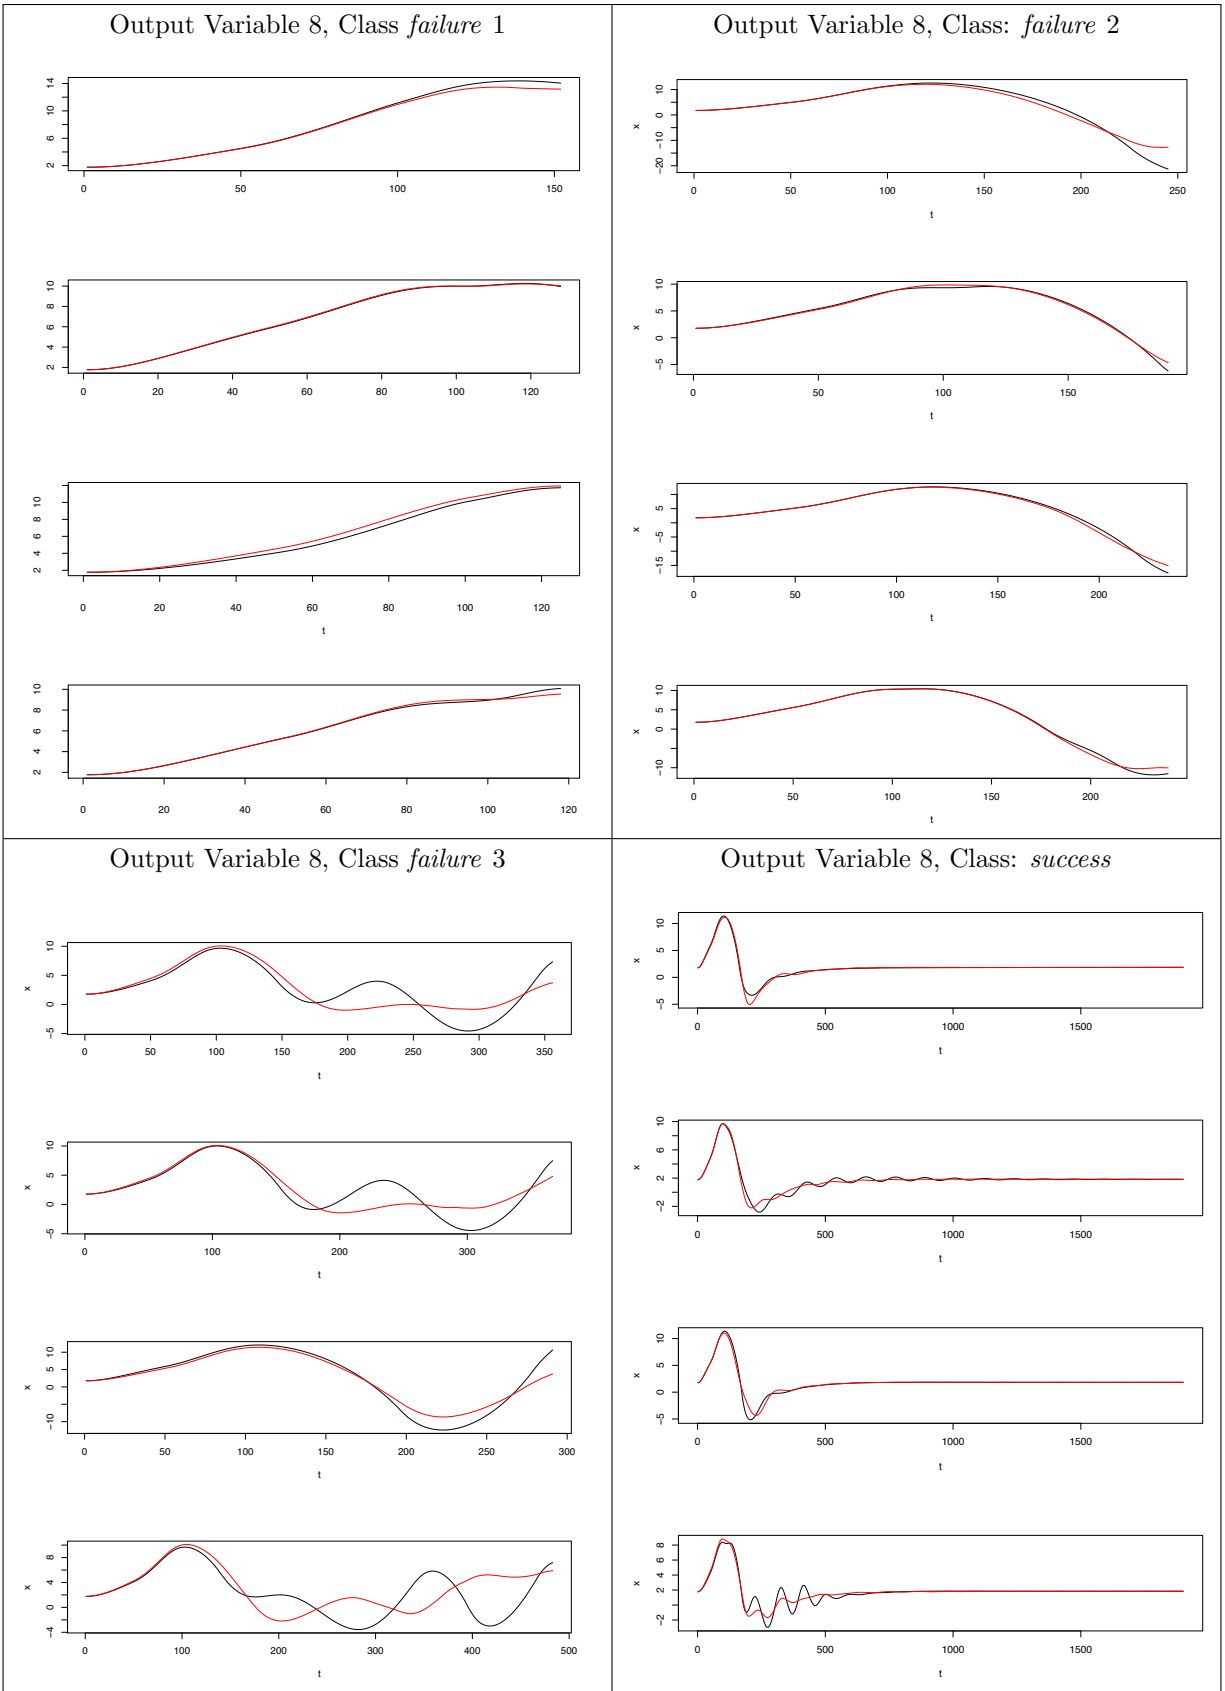 Output Variable 8, Class failure 1
2 6 10 14
0 50 100 150
2 4 6 8 10
0 20 40 60 80 100 120
2 4 6 8 10
0 20 40 60 80 100 120
t
2 4 6 8 10
0 20 40 60 80 100 120
Output Variable 8, Class: failure 2
x
−20 −10 0 10
0 50 100 150 200 250
t
x
−5 0 5 10
0 50 100 150
t
x
−15 −5 5
0 50 100 150 200
t
x
−10 0 5 10
0 50 100 150 200
t
Output Variable 8, Class failure 3
x
−5 0 5 10
0 50 100 150 200 250 300 350
t
x
−5 0 5 10
0 100 200 300
t
x
−10 0 5 10
0 50 100 150 200 250 300
t
x
−4 0 4 8
0 100 200 300 400 500
t
Output Variable 8, Class: success
x
−5 0 5 10
0 500 1000 1500
t
x
−2 2 6 10
0 500 1000 1500
t
x
−5 0 5 10
0 500 1000 1500
t
x
−2 2 4 6 8
0 500 1000 1500
t